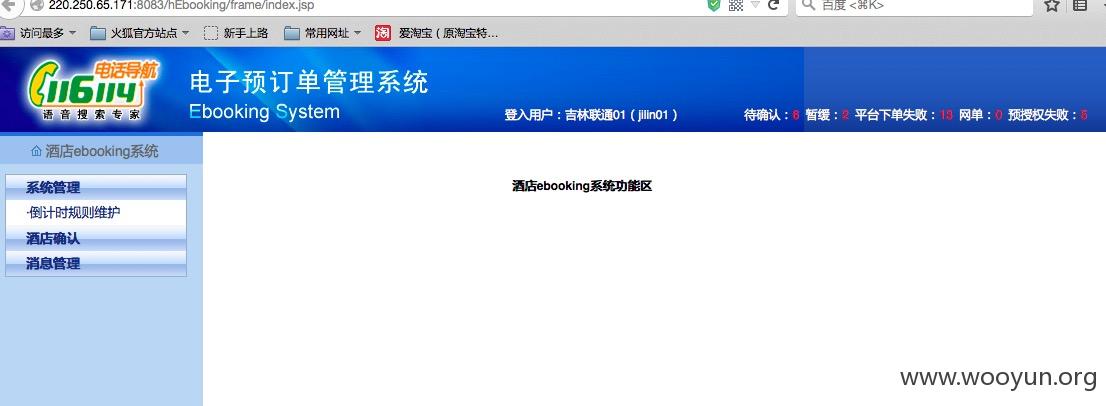 220.250.65.171:8083/hEbooking/frame/index.jsp
百度 <⌘K>
访问最多 火狐官方站点 新手上路 常用网址 淘 爱淘宝（原淘宝特...
116114 电话导航
语音搜索专家
电子预订单管理系统
Ebooking System
登入用户：吉林联通01（jilin01）
待确认：6 暂缓：2 平台下单失败：13 网单：0 预授权失败：5
酒店ebooking系统
系统管理
·倒计时规则维护
酒店确认
消息管理
酒店ebooking系统功能区
www.wooyun.org